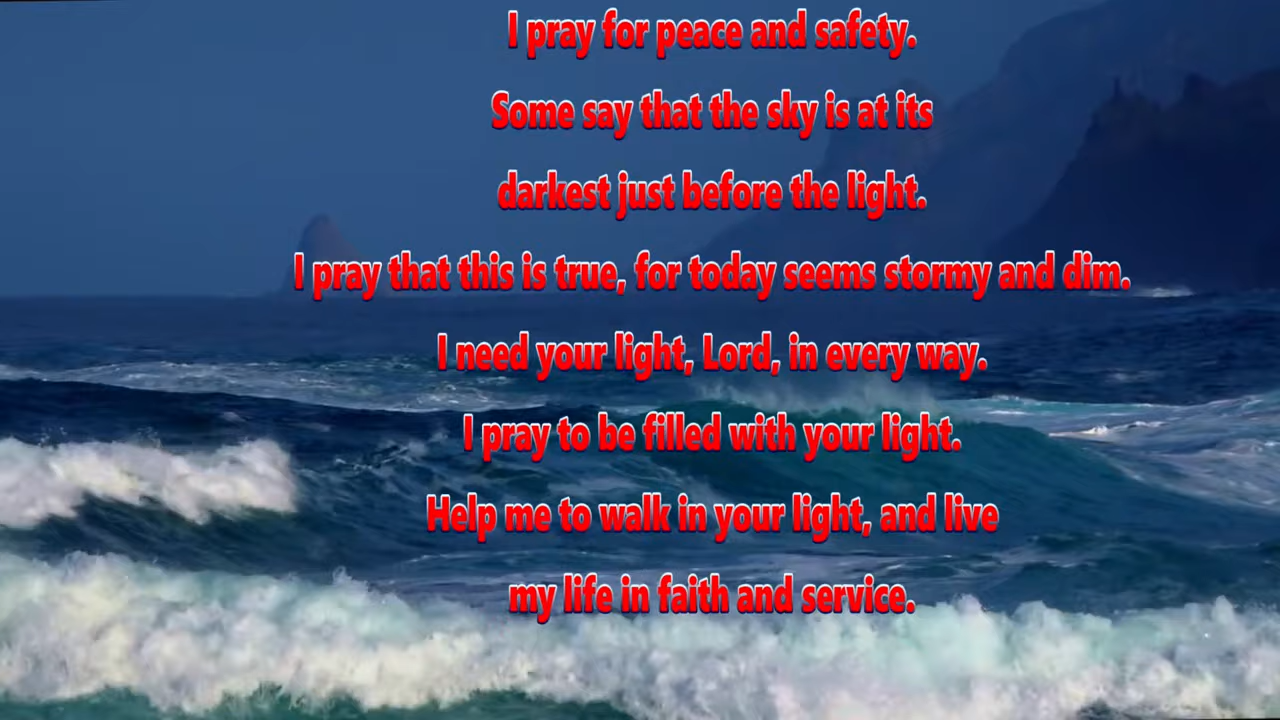 I pray for peace and safety.
Some say that the sky is at its
darkest just before the light.
I pray that this is true, for today seems stormy and dim.
I need your light, Lord, in every way.
I pray to be filled with your light.
Help me to walk in your light, and live
my life in faith and service.